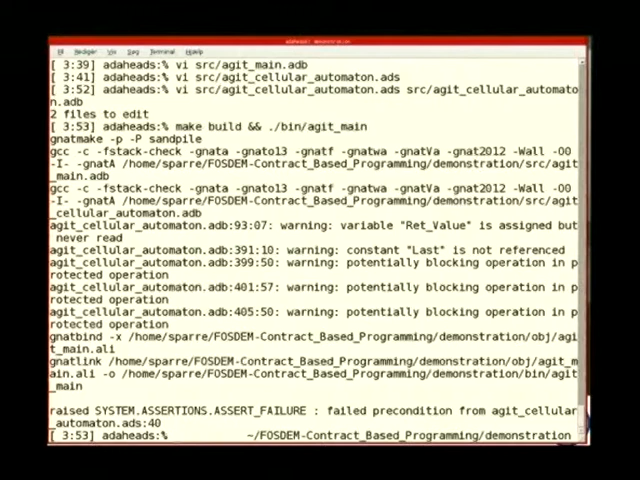 Rediger Vis Søg Terminal Hjælp
[ 3:39] adaheads:% vi src/agit_main.adb
[ 3:41] adaheads:% vi src/agit_cellular_automaton.ads
[ 3:52] adaheads:% vi src/agit_cellular_automaton.ads src/agit_cellular_automato
n.adb
2 files to edit
[ 3:53] adaheads:% make build && ./bin/agit_main
gnatmake -p -P sandpile
gcc -c -fstack-check -gnata -gnato13 -gnatf -gnatwa -gnatVa -gnat2012 -Wall -O0
-I- -gnatA /home/sparre/FOSDEM-Contract_Based_Programming/demonstration/src/agit
_main.adb
gcc -c -fstack-check -gnata -gnato13 -gnatf -gnatwa -gnatVa -gnat2012 -Wall -O0
-I- -gnatA /home/sparre/FOSDEM-Contract_Based_Programming/demonstration/src/agit
_cellular_automaton.adb
agit_cellular_automaton.adb:93:07: warning: variable "Ret_Value" is assigned but
never read
agit_cellular_automaton.adb:391:10: warning: constant "Last" is not referenced
agit_cellular_automaton.adb:399:50: warning: potentially blocking operation in p
rotected operation
agit_cellular_automaton.adb:401:57: warning: potentially blocking operation in p
rotected operation
agit_cellular_automaton.adb:405:50: warning: potentially blocking operation in p
rotected operation
gnatbind -x /home/sparre/FOSDEM-Contract_Based_Programming/demonstration/obj/agi
t_main.ali
gnatlink /home/sparre/FOSDEM-Contract_Based_Programming/demonstration/obj/agit_m
ain.ali -o /home/sparre/FOSDEM-Contract_Based_Programming/demonstration/bin/agit
_main
raised SYSTEM.ASSERTIONS.ASSERT_FAILURE : failed precondition from agit_cellular
_automaton.ads:40
[ 3:53] adaheads:% ~/FOSDEM-Contract_Based_Programming/demonstration